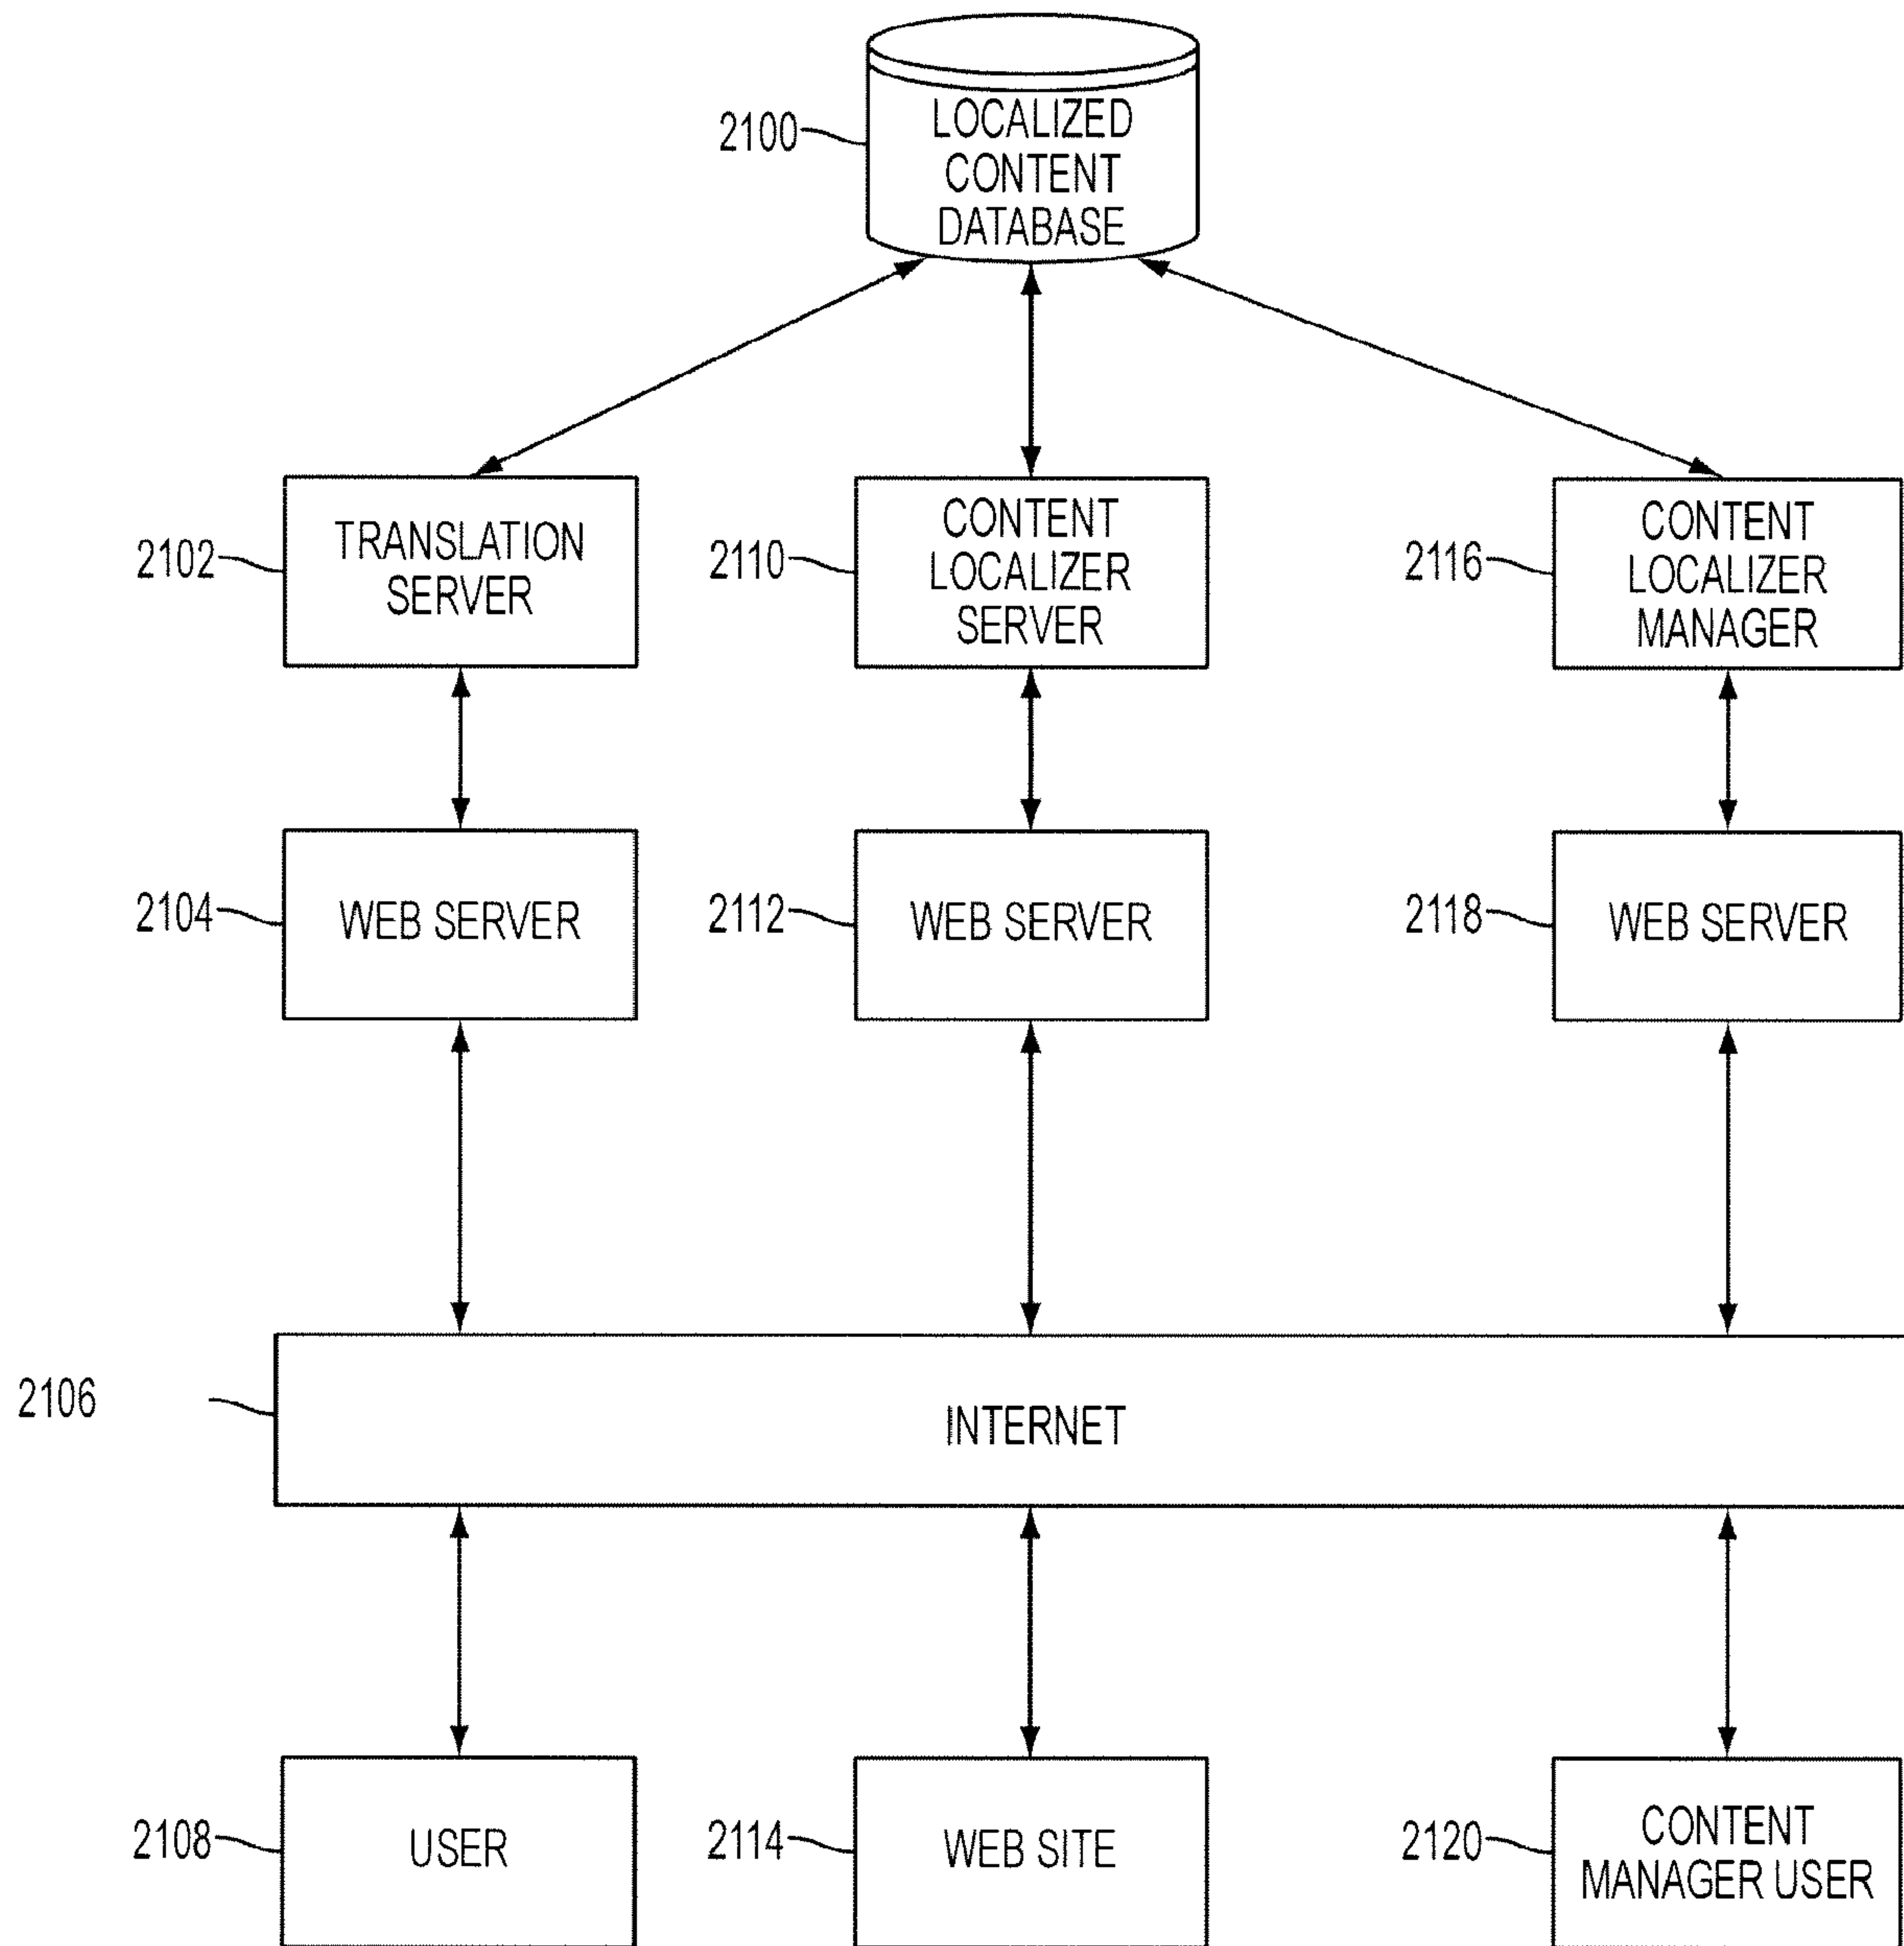 2100
LOCALIZED
CONTENT
DATABASE
2102
TRANSLATION
SERVER
2110
CONTENT
LOCALIZER
SERVER
2116
CONTENT
LOCALIZER
MANAGER
2104
WEB SERVER
2112
WEB SERVER
2118
WEB SERVER
2106
INTERNET
2108
USER
2114
WEB SITE
2120
CONTENT
MANAGER USER